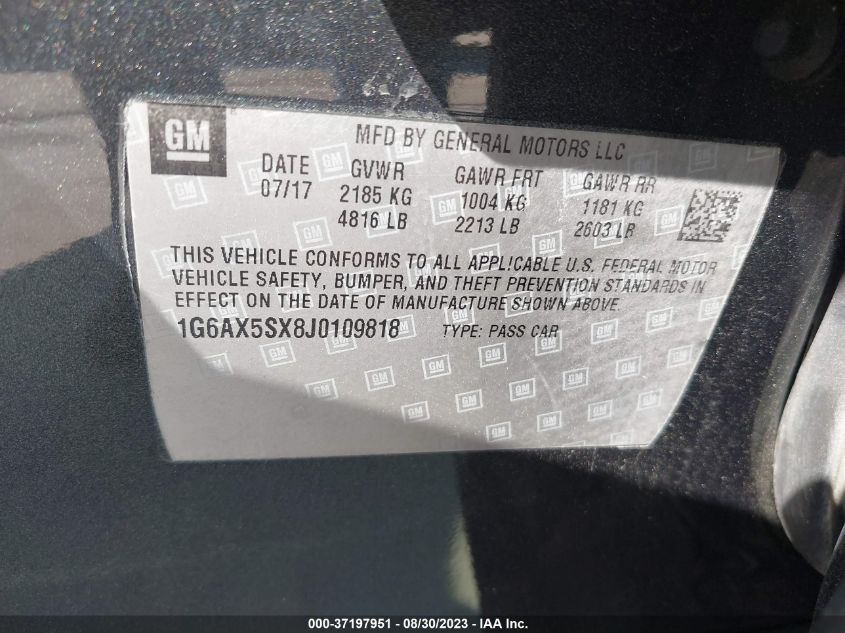 GM
MFD BY GENERAL MOTORS LLC
DATE GVWR GAWR FRT GAWR RR
07/17 2185 KG 1004 KG 1181 KG
4816 LB 2213 LB 2603 LB
THIS VEHICLE CONFORMS TO ALL APPLICABLE U.S. FEDERAL MOTOR
VEHICLE SAFETY, BUMPER, AND THEFT PREVENTION STANDARDS IN
EFFECT ON THE DATE OF MANUFACTURE SHOWN ABOVE.
1G6AX5SX8J0109818 TYPE: PASS CAR
000-37197951 - 08/30/2023 - IAA Inc.